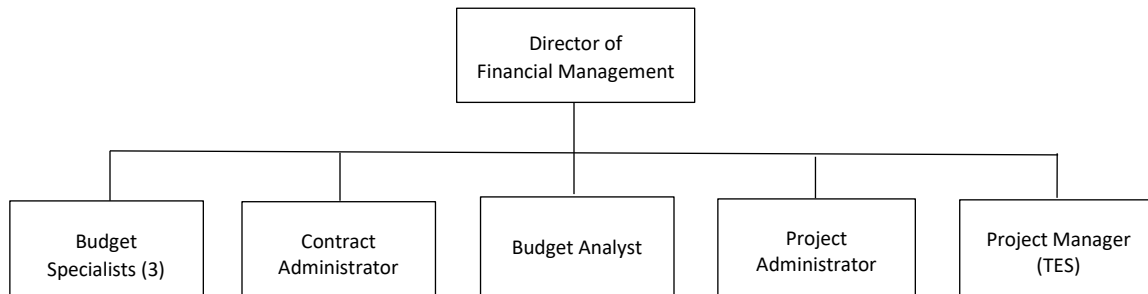 Director of
Financial Management
Budget
Specialists (3)
Contract
Administrator
Budget Analyst
Project
Administrator
Project Manager
(TES)